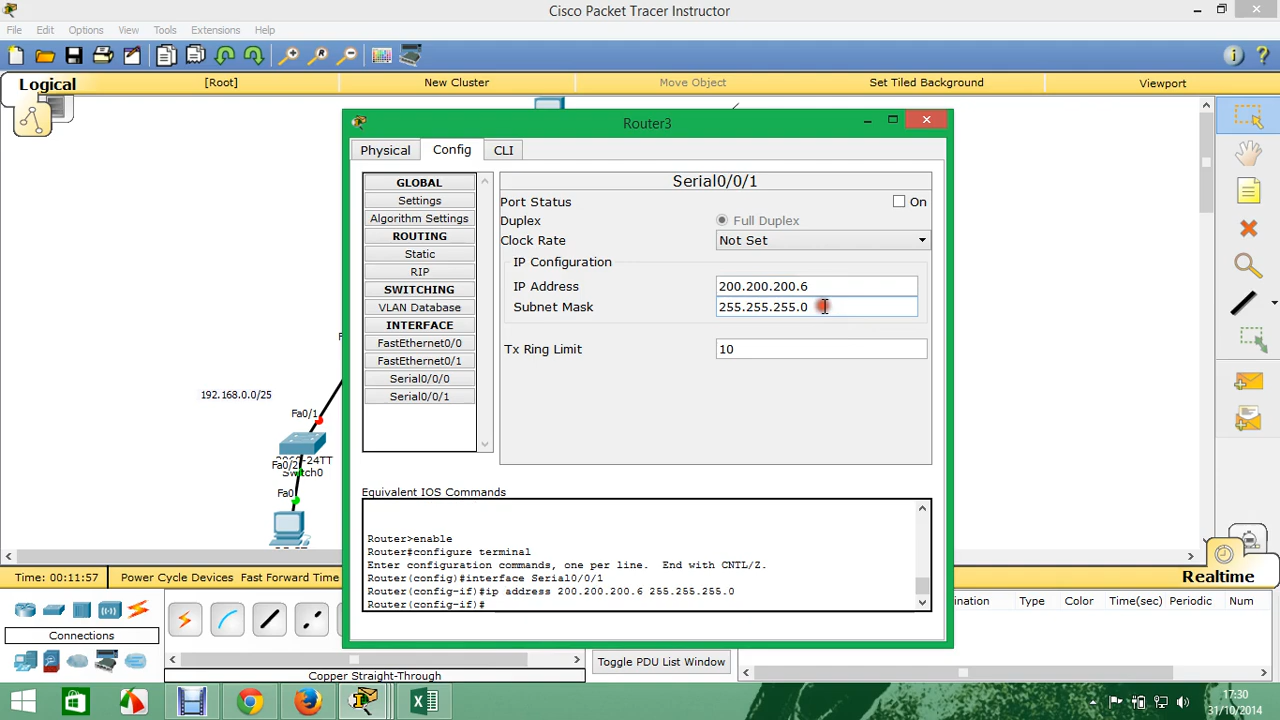 Cisco Packet Tracer Instructor
File Edit Options View Tools Extensions Help
Logical [Root] New Cluster Move Object Set Tiled Background Viewport
Router3
Physical Config CLI
GLOBAL
Settings
Algorithm Settings
ROUTING
Static
RIP
SWITCHING
VLAN Database
INTERFACE
FastEthernet0/0
FastEthernet0/1
Serial0/0/0
Serial0/0/1
Serial0/0/1
Port Status On
Duplex Full Duplex
Clock Rate Not Set
IP Configuration
IP Address 200.200.200.6
Subnet Mask 255.255.255.0
Tx Ring Limit 10
192.168.0.0/25
Fa0/1
24TT
Fa0/2
Switch0
Fa0
Equivalent IOS Commands
Router>enable
Router#configure terminal
Enter configuration commands, one per line. End with CNTL/Z.
Router(config)#interface Serial0/0/1
Router(config-if)#ip address 200.200.200.6 255.255.255.0
Router(config-if)#
Time: 00:11:57 Power Cycle Devices Fast Forward Time
Realtime
Connections
Copper Straight-Through
Toggle PDU List Window
ination Color Time(sec) Periodic Num
17:30
31/10/2014